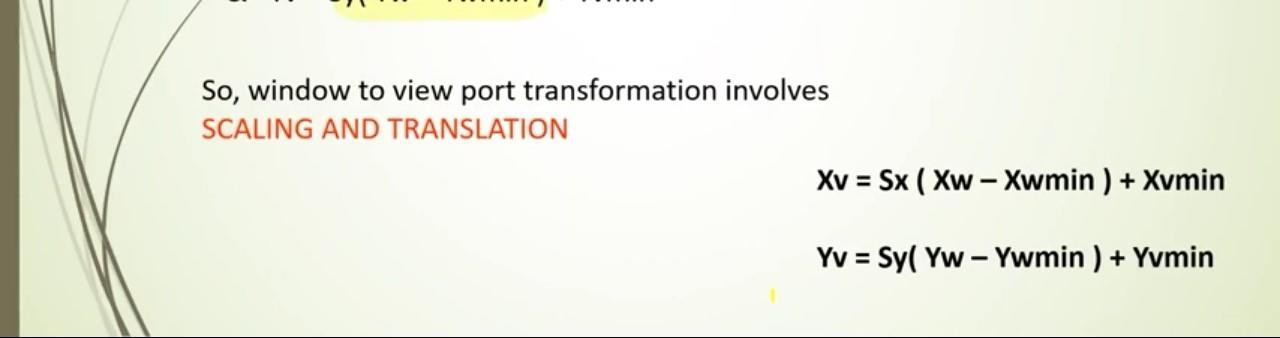 So, window to view port transformation involves
SCALING AND TRANSLATION
Xv = Sx ( Xw – Xwmin ) + Xvmin
Yv = Sy( Yw – Ywmin ) + Yvmin